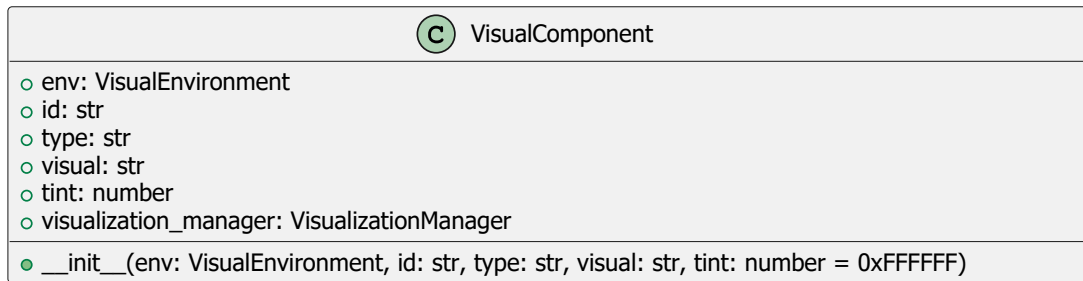 C VisualComponent
env: VisualEnvironment
id: str
type: str
visual: str
tint: number
visualization_manager: VisualizationManager
__init__(env: VisualEnvironment, id: str, type: str, visual: str, tint: number = 0xFFFFFF)